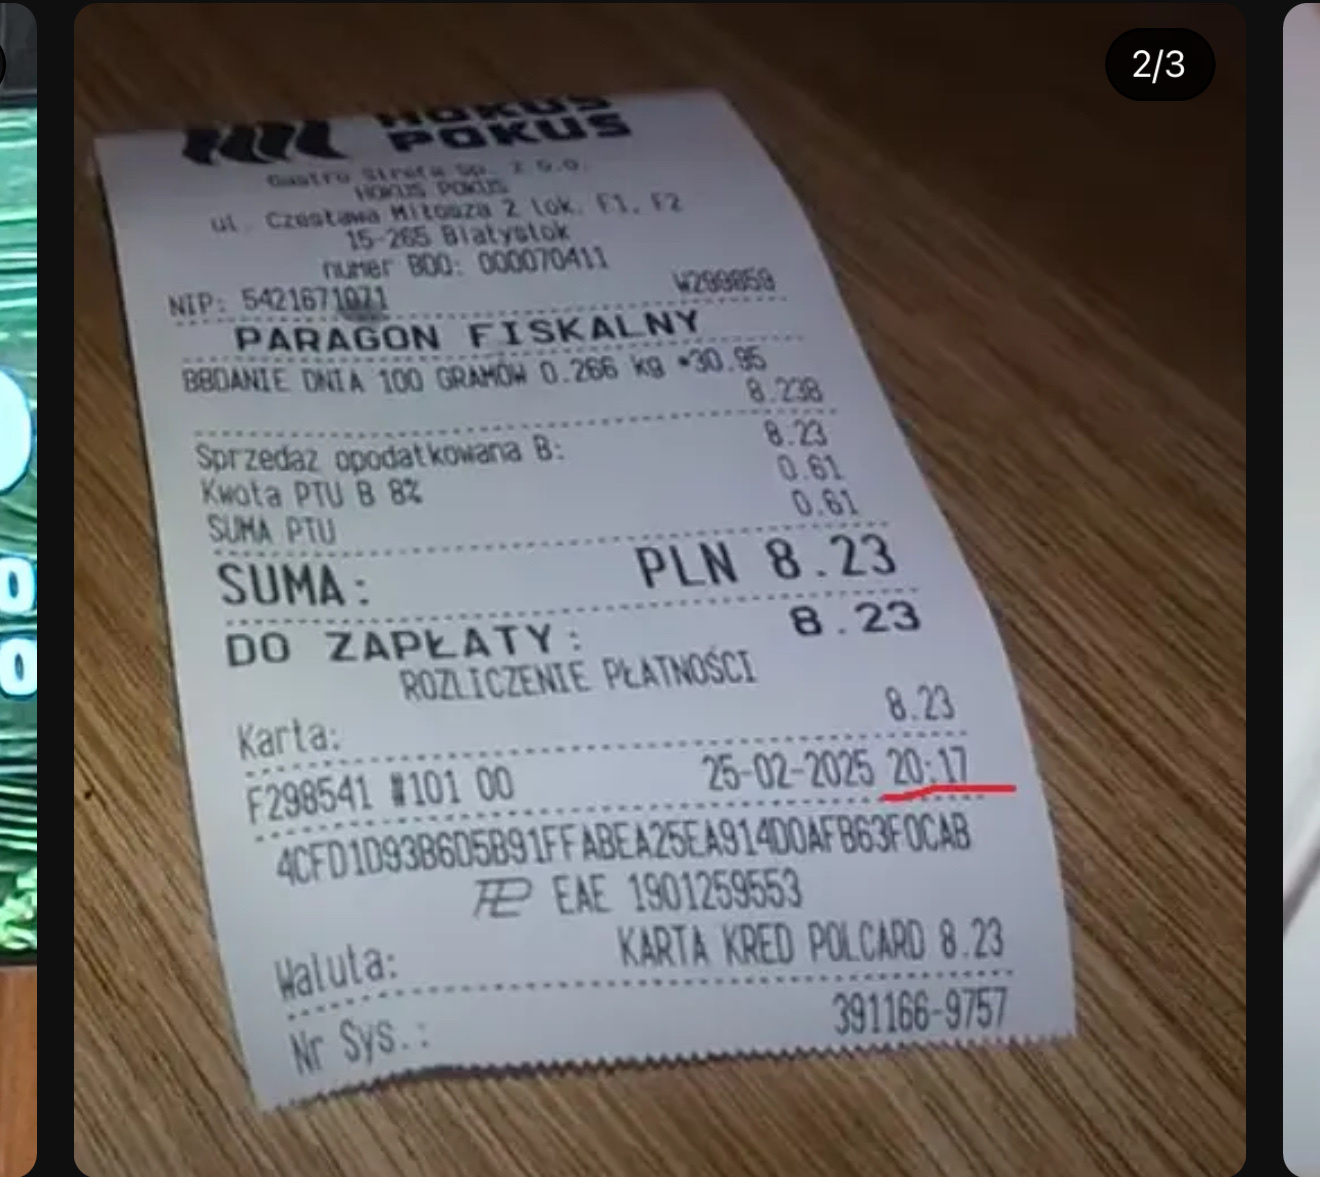 2/3
HOKUS
POKUS
Gastro Strefa Sp. z o.o.
HOKUS POKUS
ul. Czesława Miłosza 2 lok. F1, F2
15-265 Białystok
numer BDO: 000070411
NIP: 5421671071 W299859
PARAGON FISKALNY
BBDANIE DNIA 100 GRAMÓW 0.266 kg *30.95
8.23B
Sprzedaż opodatkowana B: 8.23
Kwota PTU B 8% 0.61
SUMA PTU 0.61
SUMA: PLN 8.23
DO ZAPŁATY: 8.23
ROZLICZENIE PŁATNOŚCI
Karta: 8.23
F298541 #101 00 25-02-2025 20:17
4CFD1D93B6D5B91FFABEA25EA914D0AFB63F0CAB
EAE 1901259553
Waluta: KARTA KRED POLCARD 8.23
Nr Sys.: 391166-9757